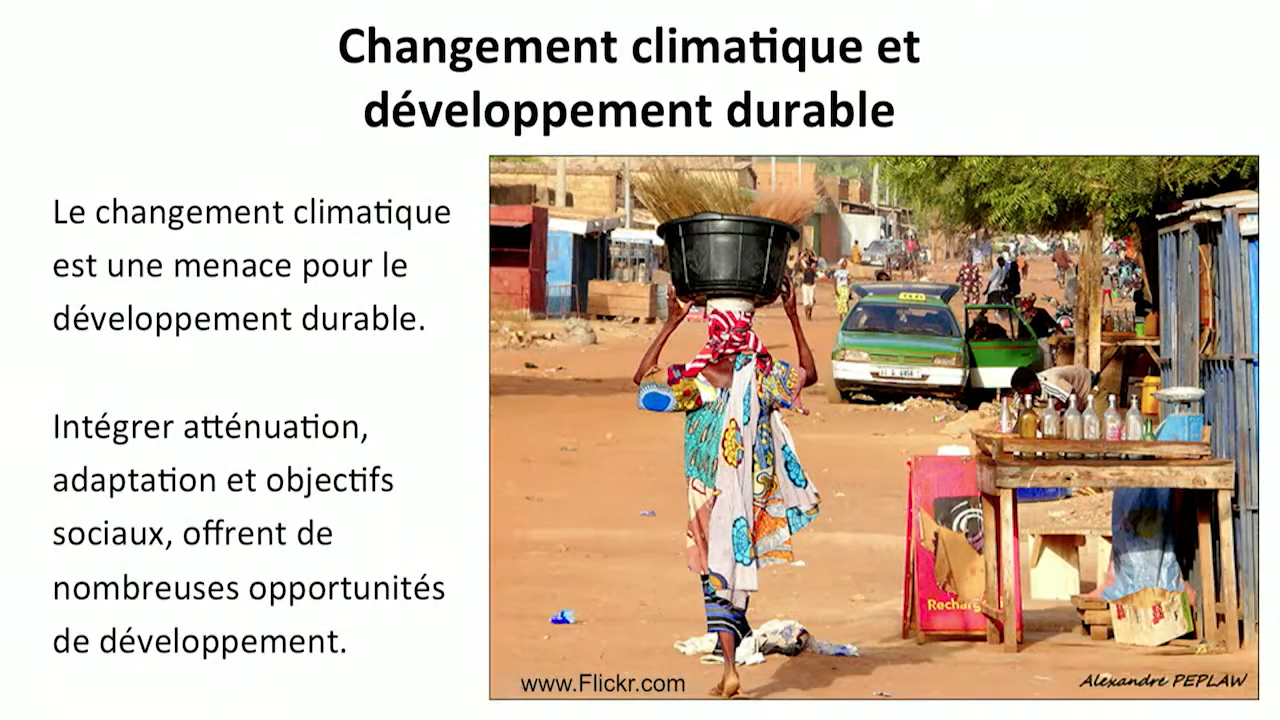 Changement climatique et
développement durable
Le changement climatique
est une menace pour le
développement durable.
Intégrer atténuation,
adaptation et objectifs
sociaux, offrent de
nombreuses opportunités
de développement.
TAXI
Recharg
www.Flickr.com
Alexandre PEPLAW